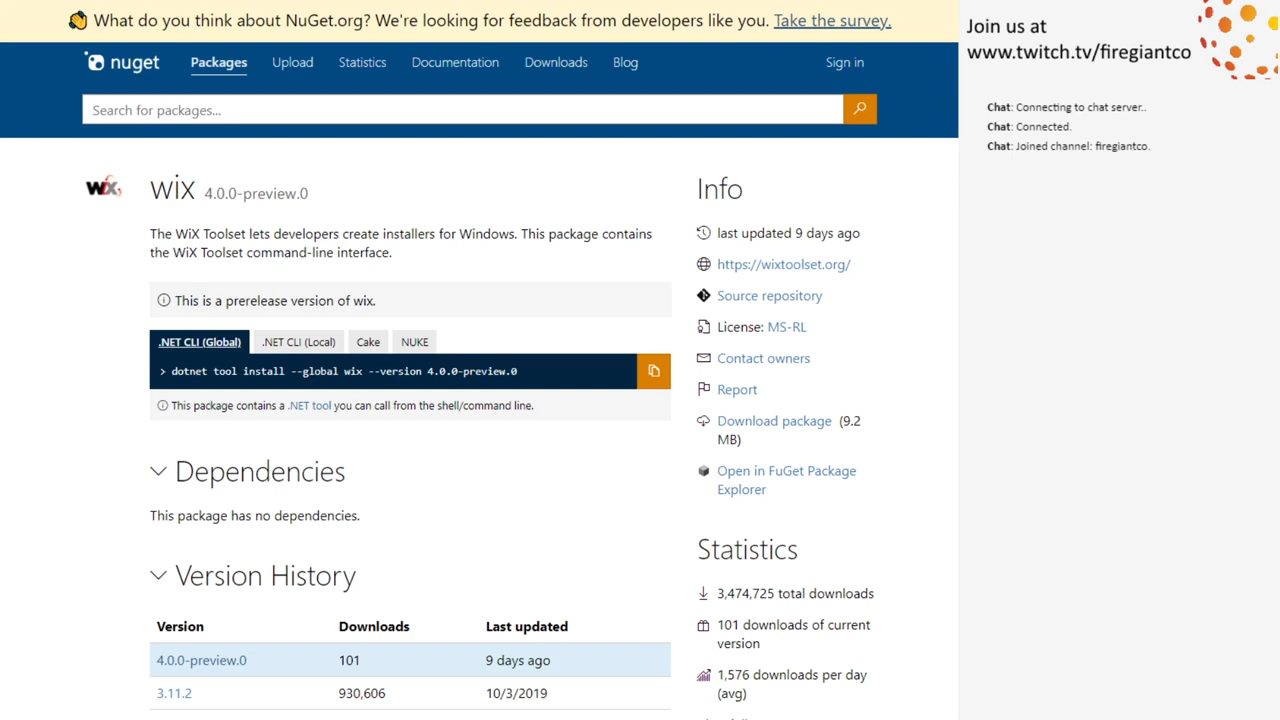 👋 What do you think about NuGet.org? We're looking for feedback from developers like you. Take the survey.
nuget Packages Upload Statistics Documentation Downloads Blog Sign in
Search for packages...
WiX
wix 4.0.0-preview.0
The WiX Toolset lets developers create installers for Windows. This package contains
the WiX Toolset command-line interface.
This is a prerelease version of wix.
.NET CLI (Global) .NET CLI (Local) Cake NUKE
> dotnet tool install --global wix --version 4.0.0-preview.0
This package contains a .NET tool you can call from the shell/command line.
Dependencies
This package has no dependencies.
Version History
Version Downloads Last updated
4.0.0-preview.0 101 9 days ago
3.11.2 930,606 10/3/2019
Info
last updated 9 days ago
https://wixtoolset.org/
Source repository
License: MS-RL
Contact owners
Report
Download package (9.2
MB)
Open in FuGet Package
Explorer
Statistics
3,474,725 total downloads
101 downloads of current
version
1,576 downloads per day
(avg)
Join us at
www.twitch.tv/firegiantco
Chat: Connecting to chat server..
Chat: Connected.
Chat: Joined channel: firegiantco.